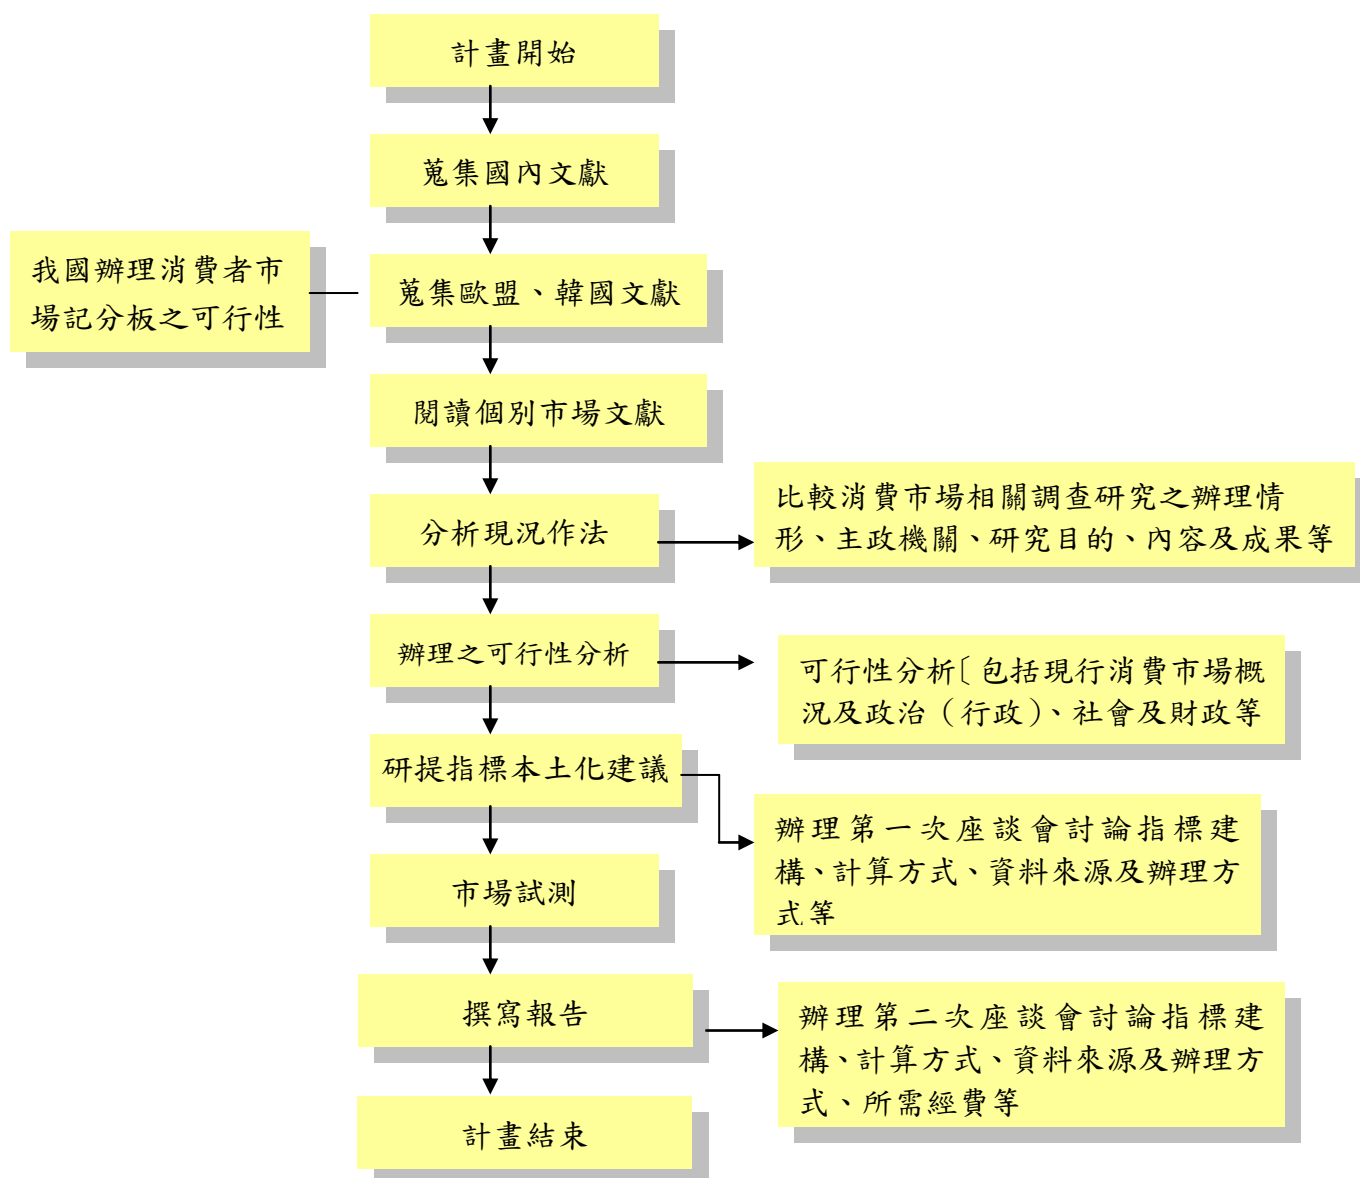 計畫開始
蒐集國內文獻
我國辦理消費者市
場記分板之可行性
蒐集歐盟、韓國文獻
閱讀個別市場文獻
分析現況作法
比較消費市場相關調查研究之辦理情
形、主政機關、研究目的、內容及成果等
辦理之可行性分析
可行性分析〔包括現行消費市場概
況及政治（行政）、社會及財政等
研提指標本土化建議
辦理第一次座談會討論指標建
構、計算方式、資料來源及辦理方
式等
市場試測
撰寫報告
辦理第二次座談會討論指標建
構、計算方式、資料來源及辦理方
式、所需經費等
計畫結束